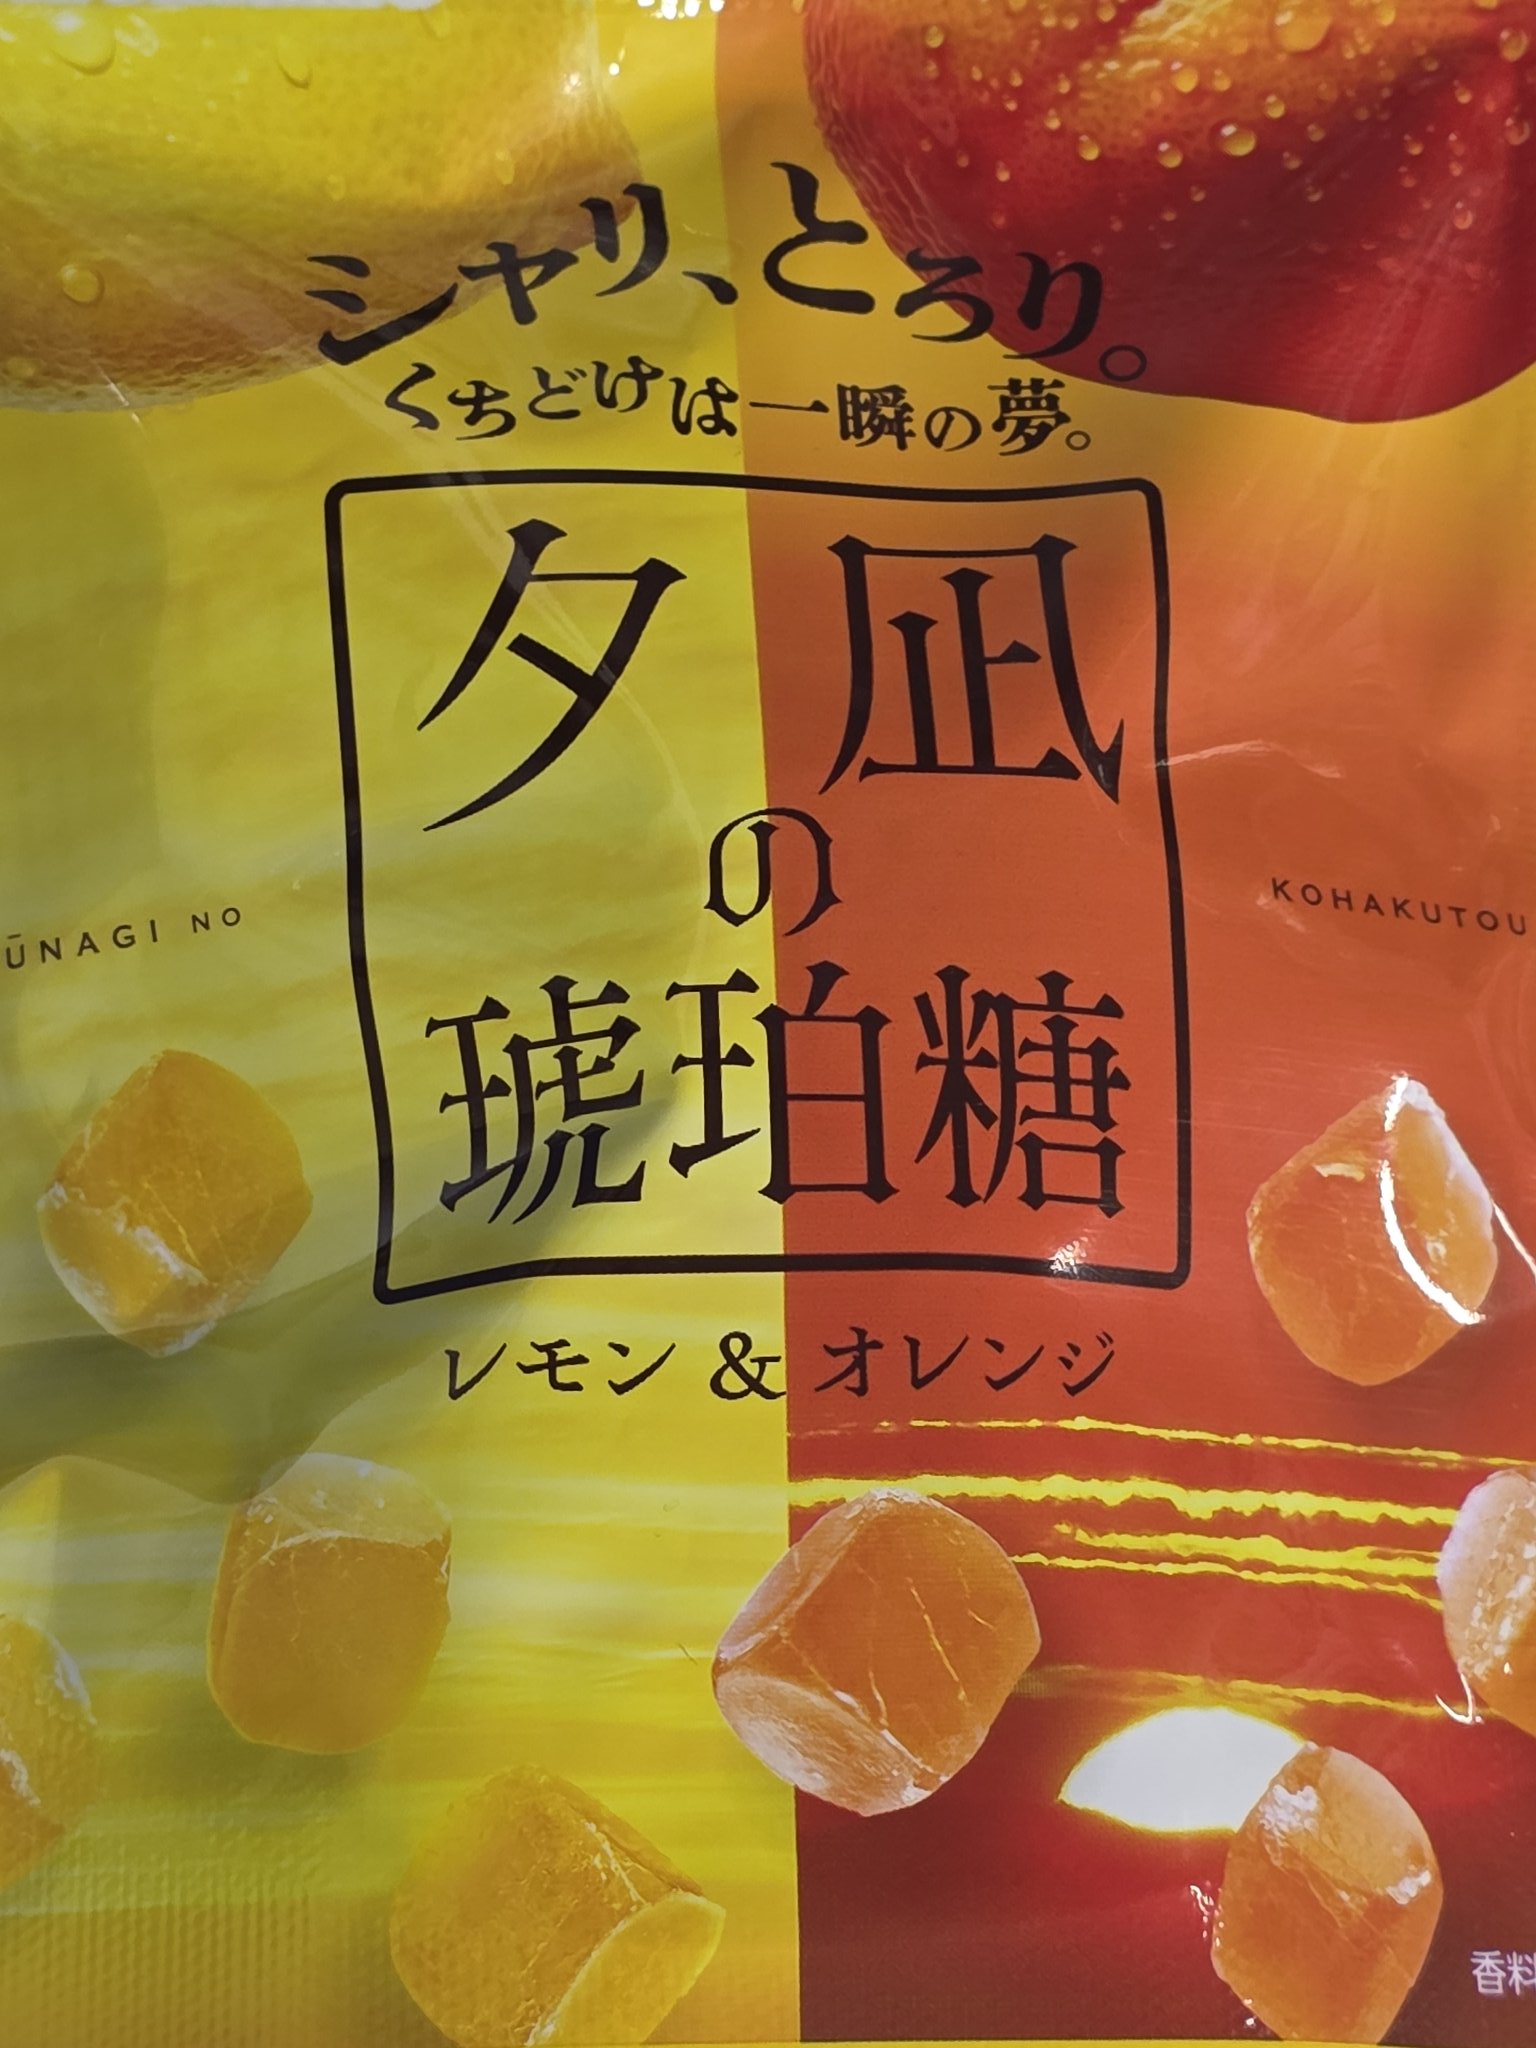 シャリ、とろり。
くちどけは一瞬の夢。
夕凪
の
琥珀糖
ŪNAGI NO
KOHAKUTOU
レモン & オレンジ
香料